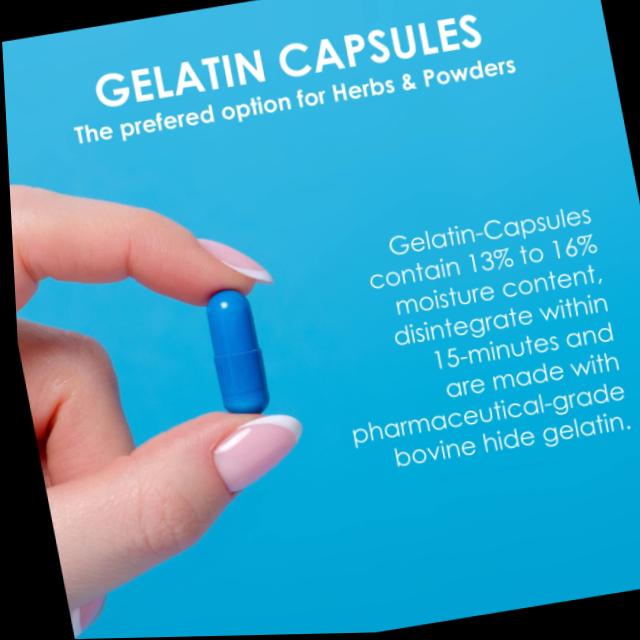 GELATIN CAPSULES
The prefered option for Herbs & Powders
Gelatin-Capsules
contain 13% to 16%
moisture content,
disintegrate within
15-minutes and
are made with
pharmaceutical-grade
bovine hide gelatin.